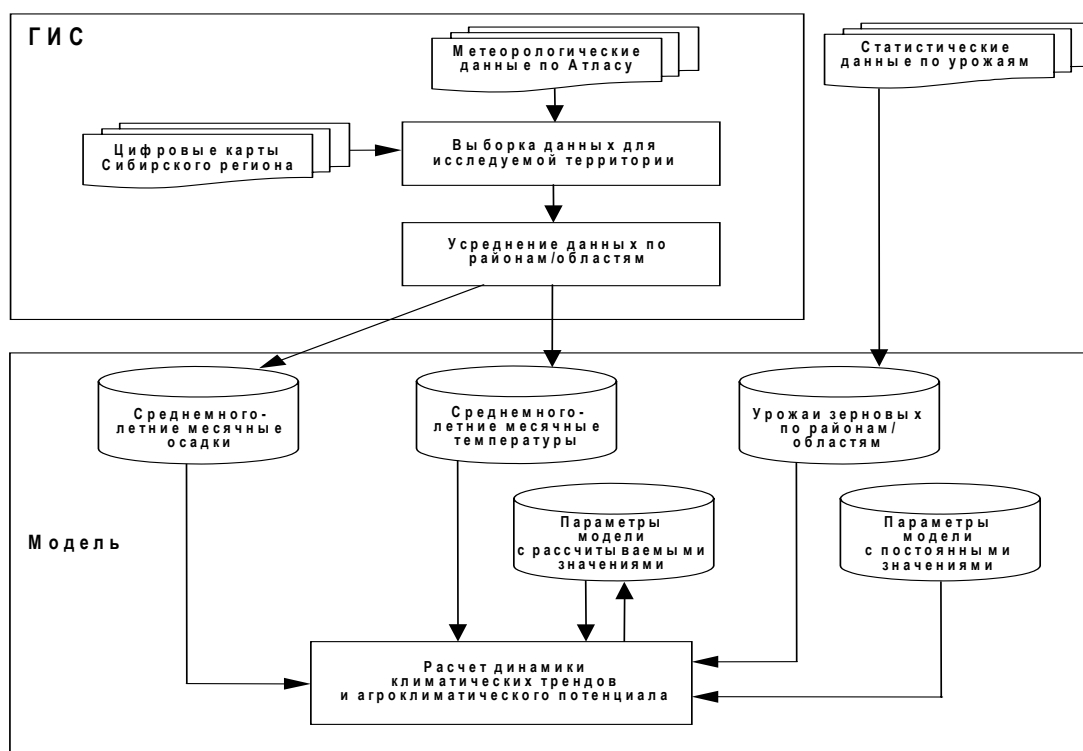 ГИС
Метеорологические
данные по Атласу
Статистические
данные по урожаям
Цифровые карты
Сибирского региона
Выборка данных для
исследуемой территории
Усреднение данных по
районам/областям
Среднемного-
летние месячные
осадки
Среднемного-
летние месячные
температуры
Урожаи зерновых
по районам/
областям
Модель
Параметры
модели
с рассчитываемыми
значениями
Параметры
модели
с постоянными
значениями
Расчет динамики
климатических трендов
и агроклиматического потенциала